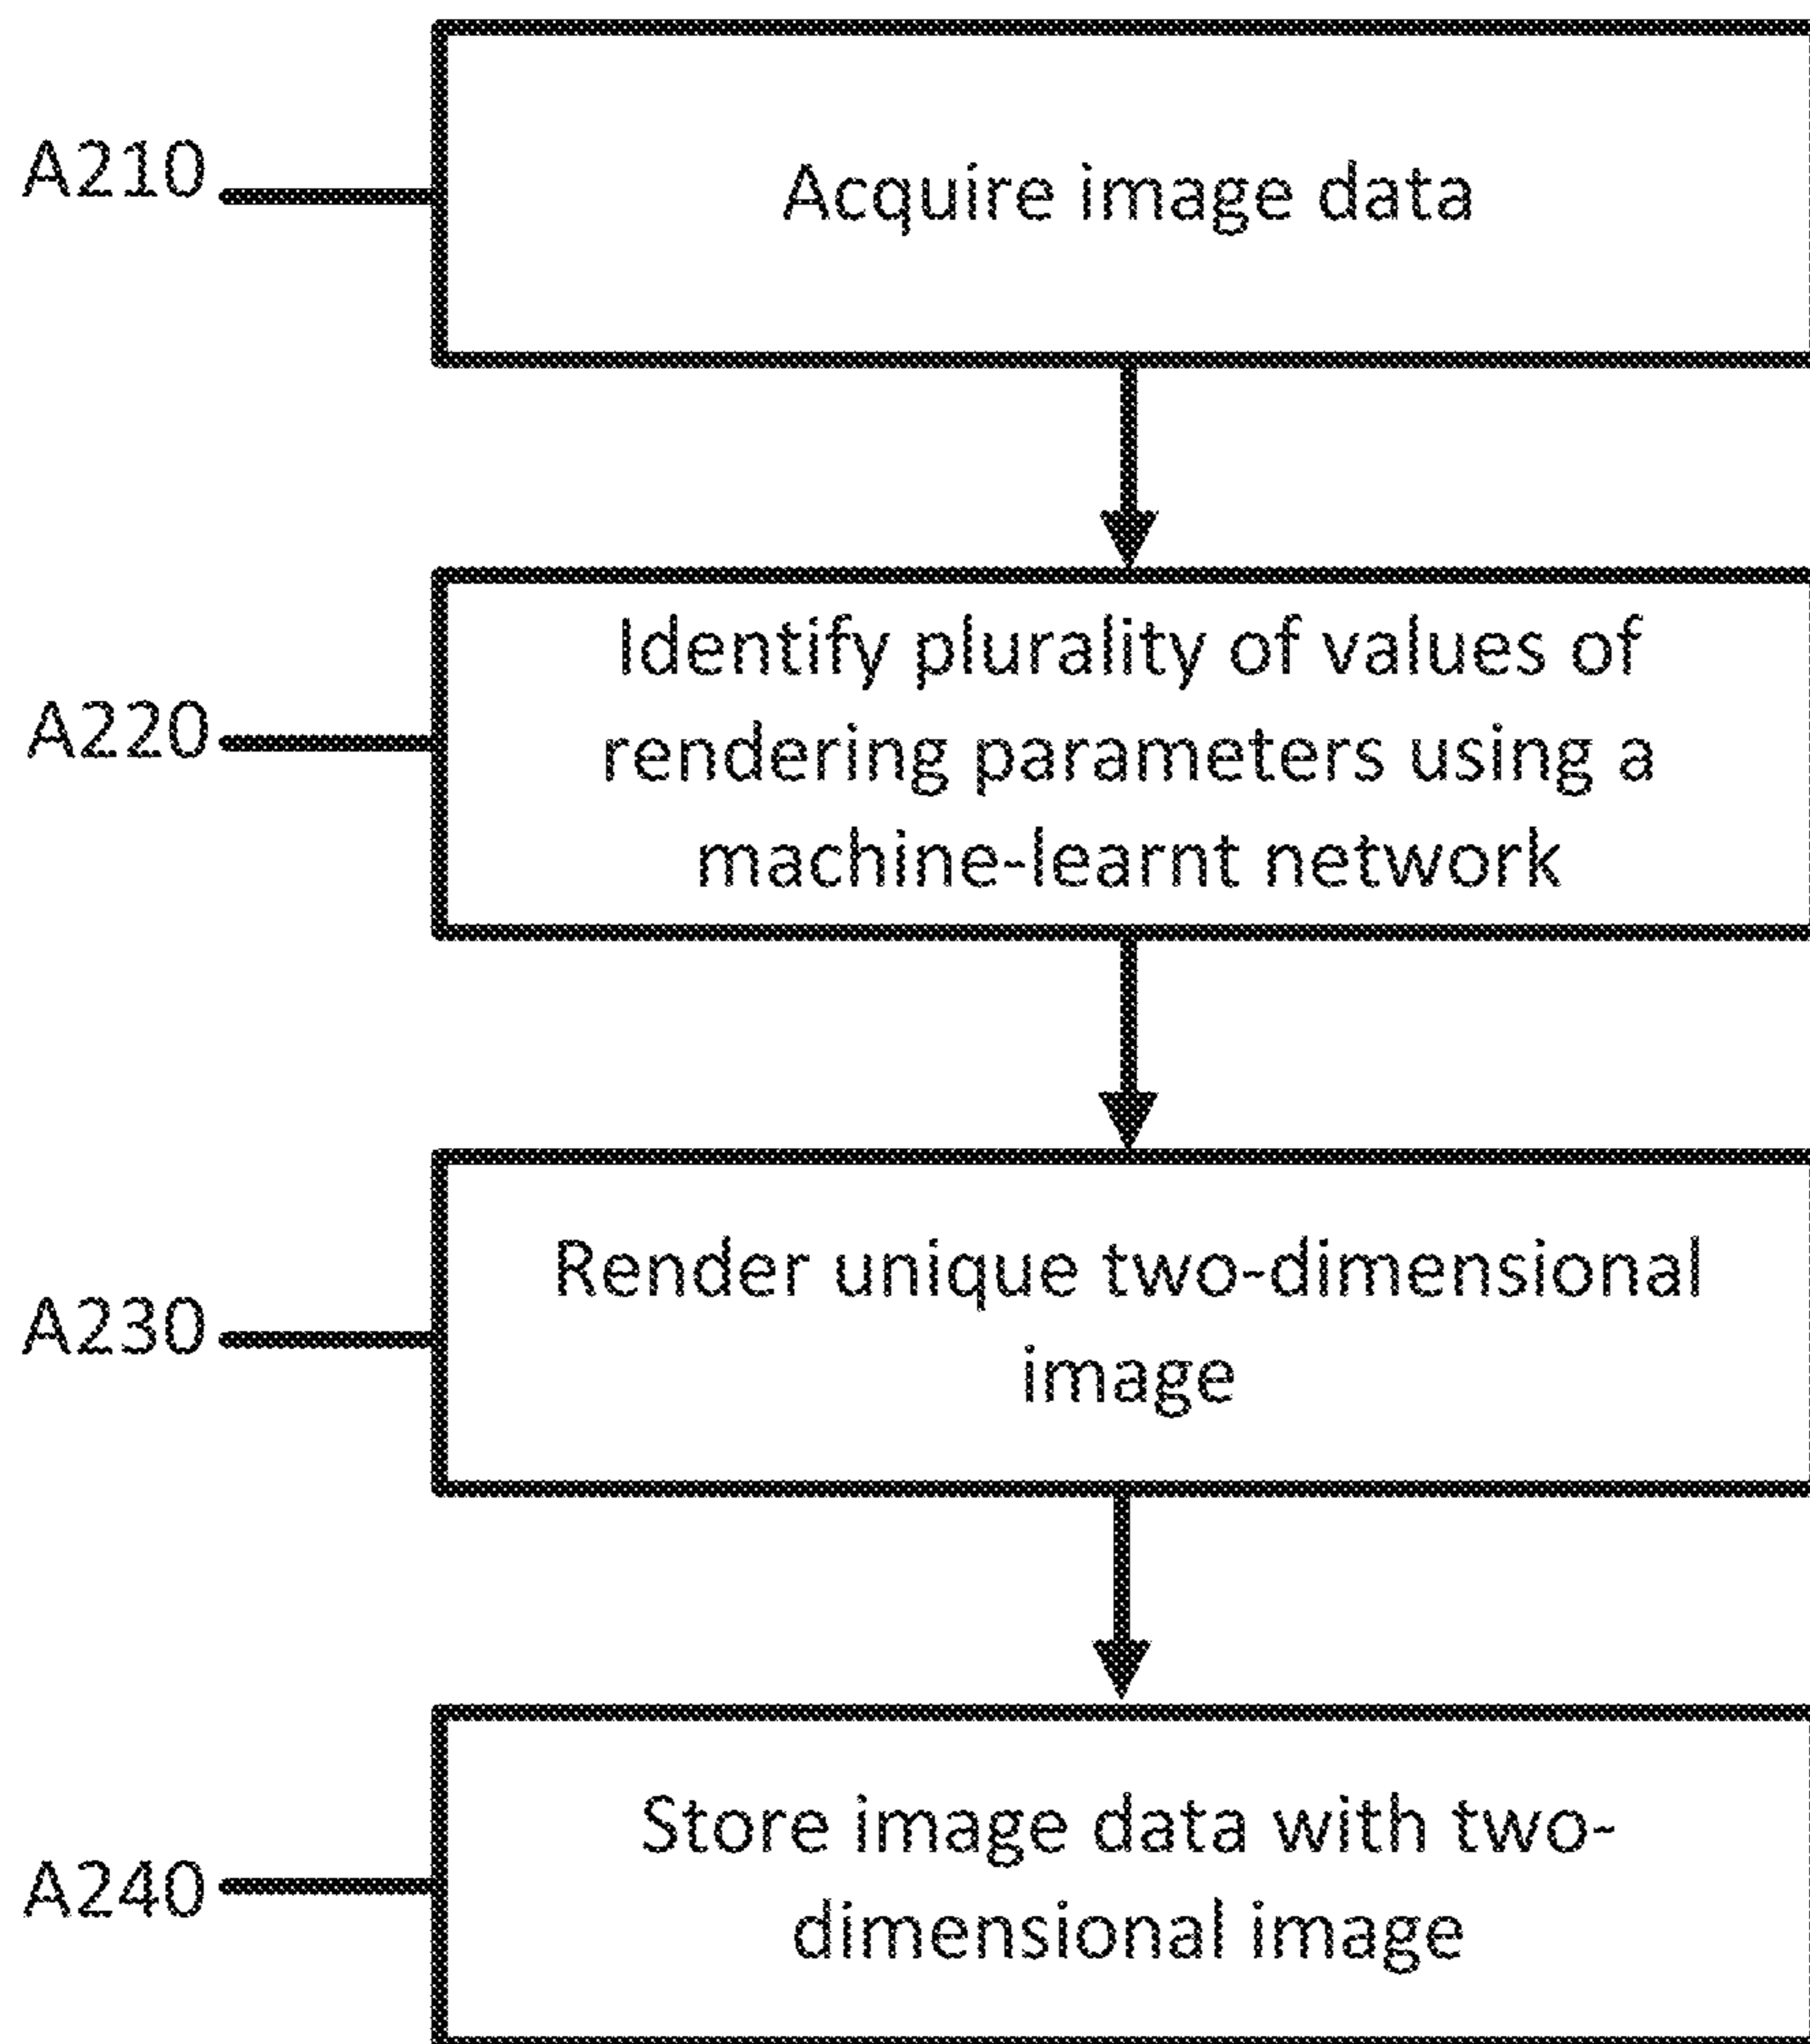 A210
Acquire image data
A220
Identify plurality of values of
rendering parameters using a
machine-learnt network
A230
Render unique two-dimensional
image
A240
Store image data with two-
dimensional image